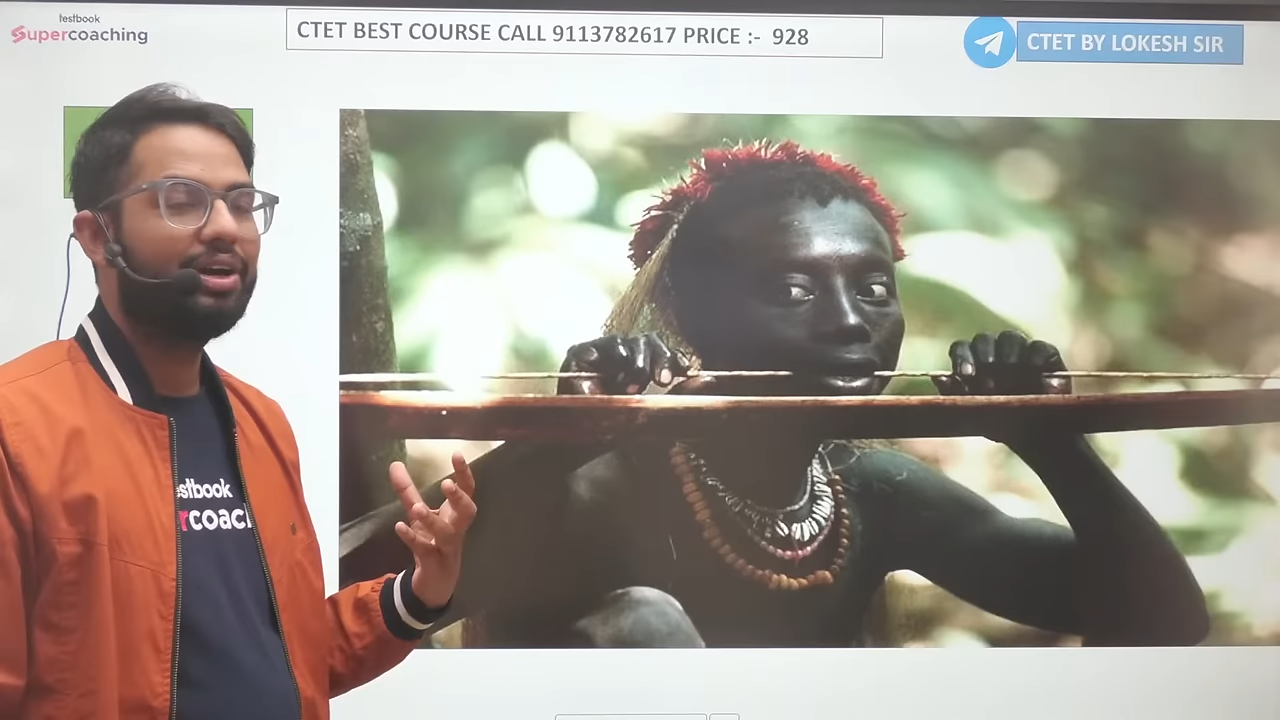 testbook
Supercoaching
CTET BEST COURSE CALL 9113782617 PRICE :- 928
CTET BY LOKESH SIR
stbook
rcoach